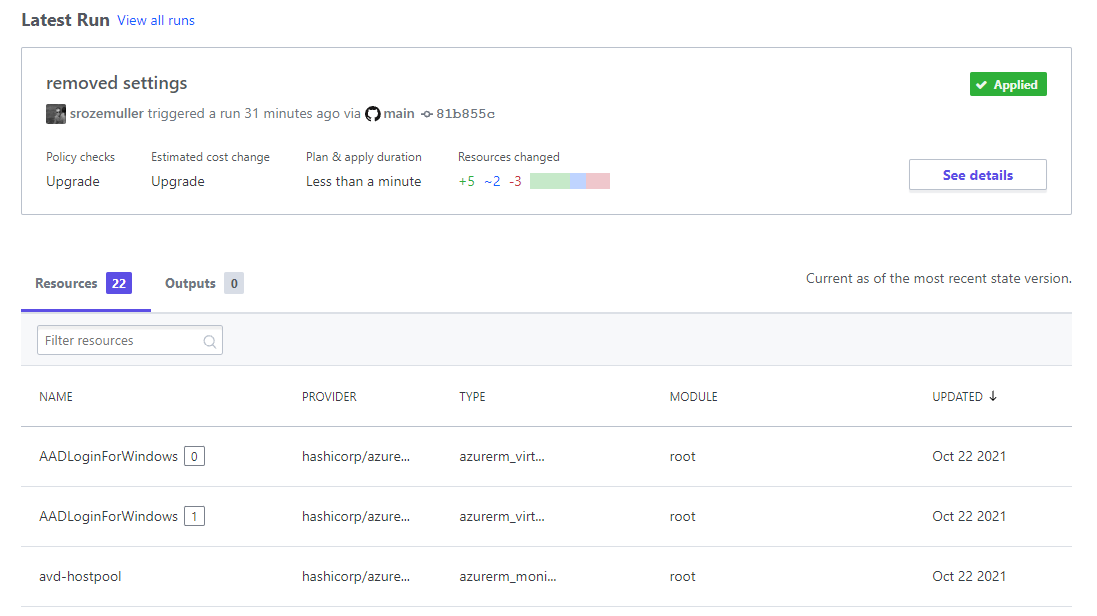 Latest Run View all runs
removed settings
Applied
srozemuller triggered a run 31 minutes ago via main 81b855c
Policy checks Estimated cost change Plan & apply duration Resources changed
Upgrade Upgrade Less than a minute +5 ~2 -3
See details
Resources 22 Outputs 0
Current as of the most recent state version.
Filter resources
NAME PROVIDER TYPE MODULE UPDATED
AADLoginForWindows 0 hashicorp/azure... azurerm_virt... root Oct 22 2021
AADLoginForWindows 1 hashicorp/azure... azurerm_virt... root Oct 22 2021
avd-hostpool hashicorp/azure... azurerm_moni... root Oct 22 2021